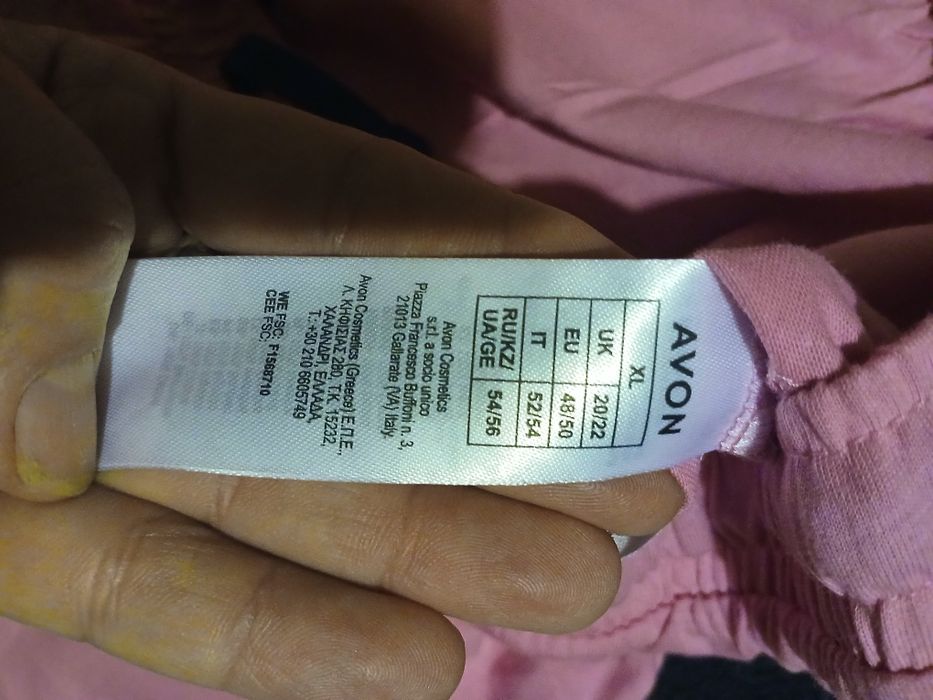 AVON
XL
UK 20/22
EU 48/50
IT 52/54
RU/KZ/ 54/56
UA/GE
Avon Cosmetics
s.r.l. a socio unico
Piazza Francesco Buffoni n. 3,
21013 Gallarate (VA) Italy.
Avon Cosmetics (Greece) Ε.Π.Ε.,
Λ. ΚΗΦΙΣΙΑΣ 280, Τ.Κ. 15232,
ΧΑΛΑΝΔΡΙ, ΕΛΛΑΔΑ,
Τ.: +30 210 6605749
WE FSC:
CEE FSC: F1568710